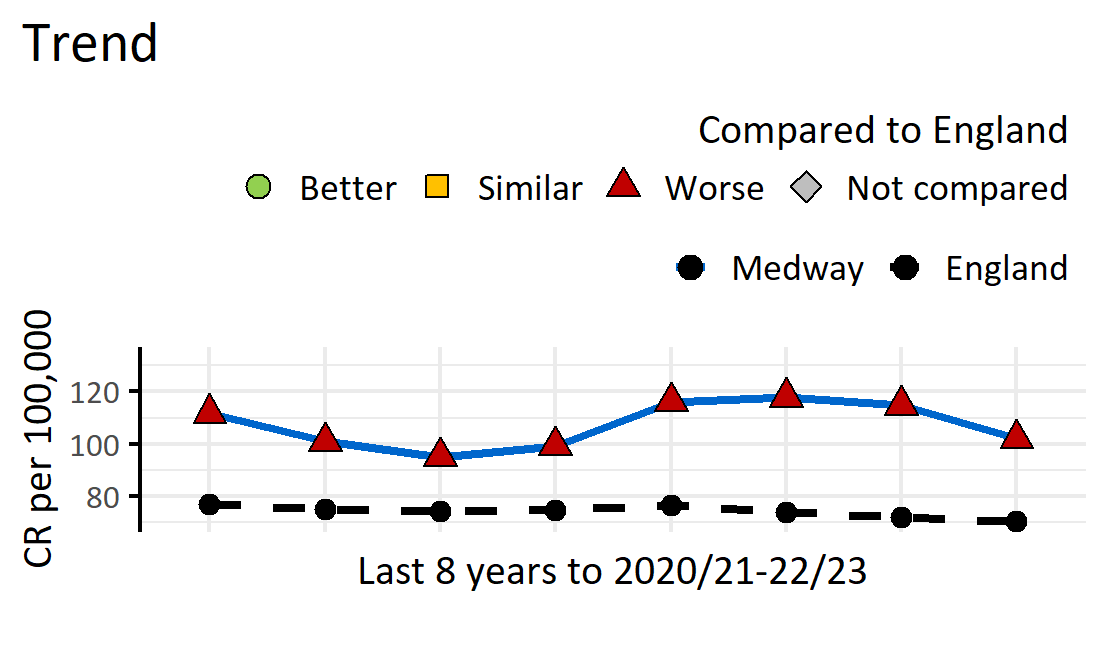 Trend
Compared to England
Better Similar Worse Not compared
Medway England
CR per 100,000
120
100
80
Last 8 years to 2020/21-22/23